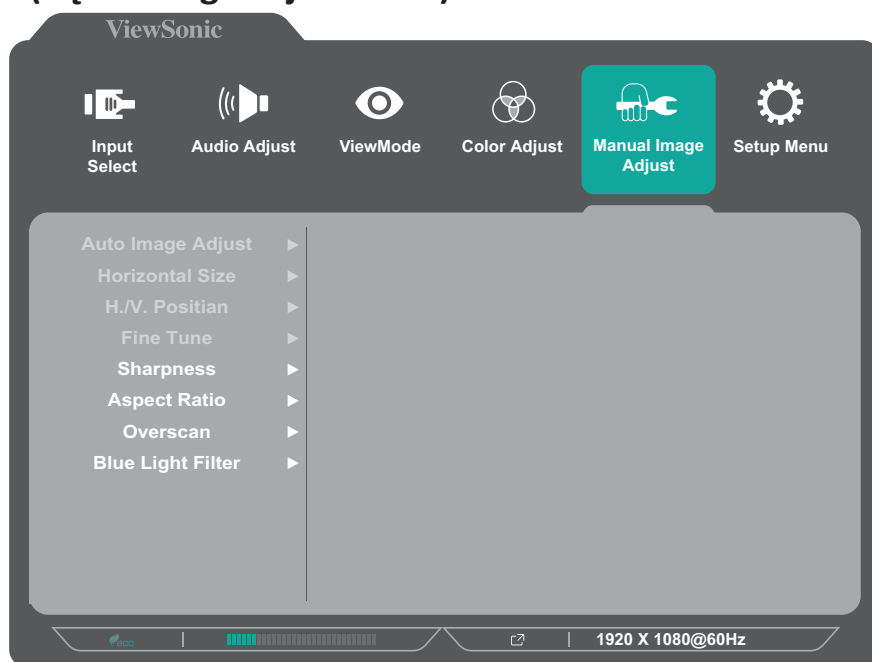 ViewSonic
Input Select
Audio Adjust
ViewMode
Color Adjust
Manual Image Adjust
Setup Menu
Auto Image Adjust
Horizontal Size
H./V. Positian
Fine Tune
Sharpness
Aspect Ratio
Overscan
Blue Light Filter
eco
1920 X 1080@60Hz